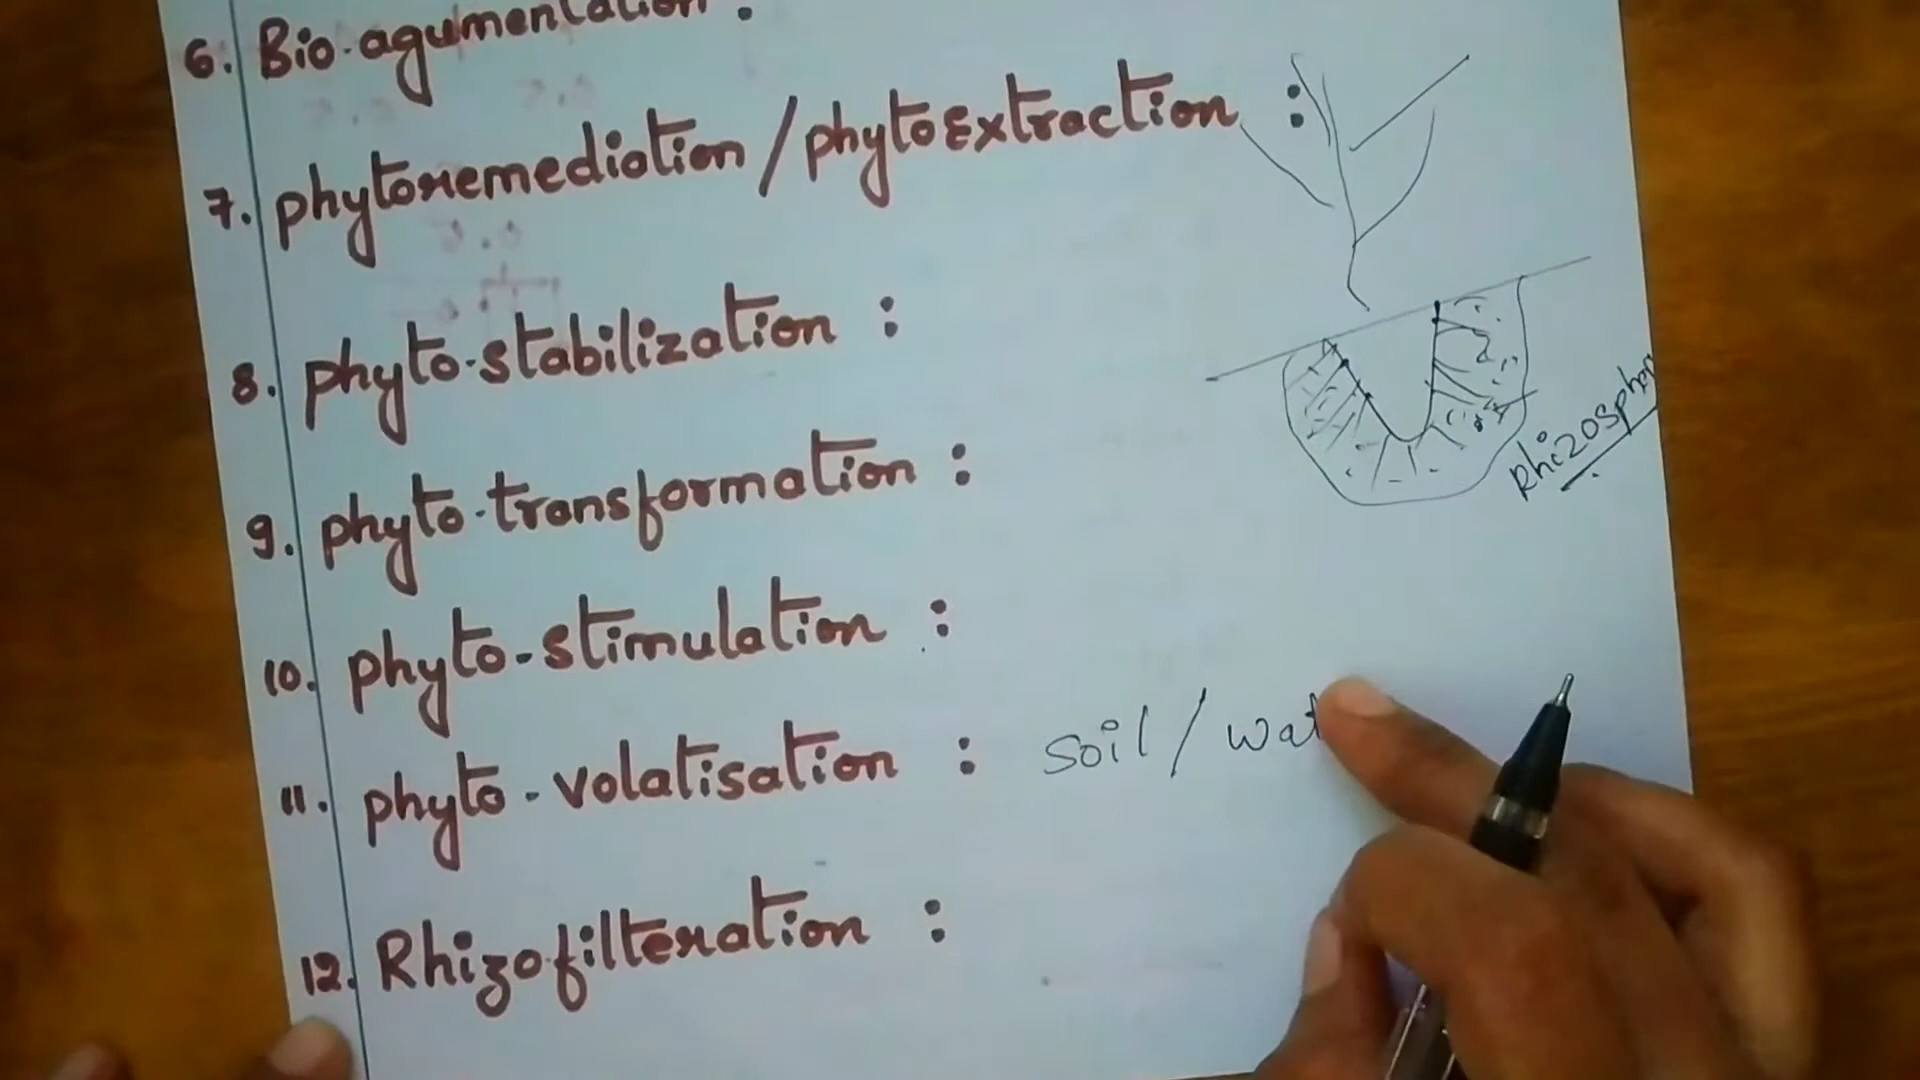 6. Bio-agumentation :
7. phytoremediation / phytoExtraction :
8. phyto-stabilization :
Rhizospher
9. phyto-transformation :
10. phyto-stimulation :
11. phyto-volatisation : soil / wat
12. Rhizofilteration :